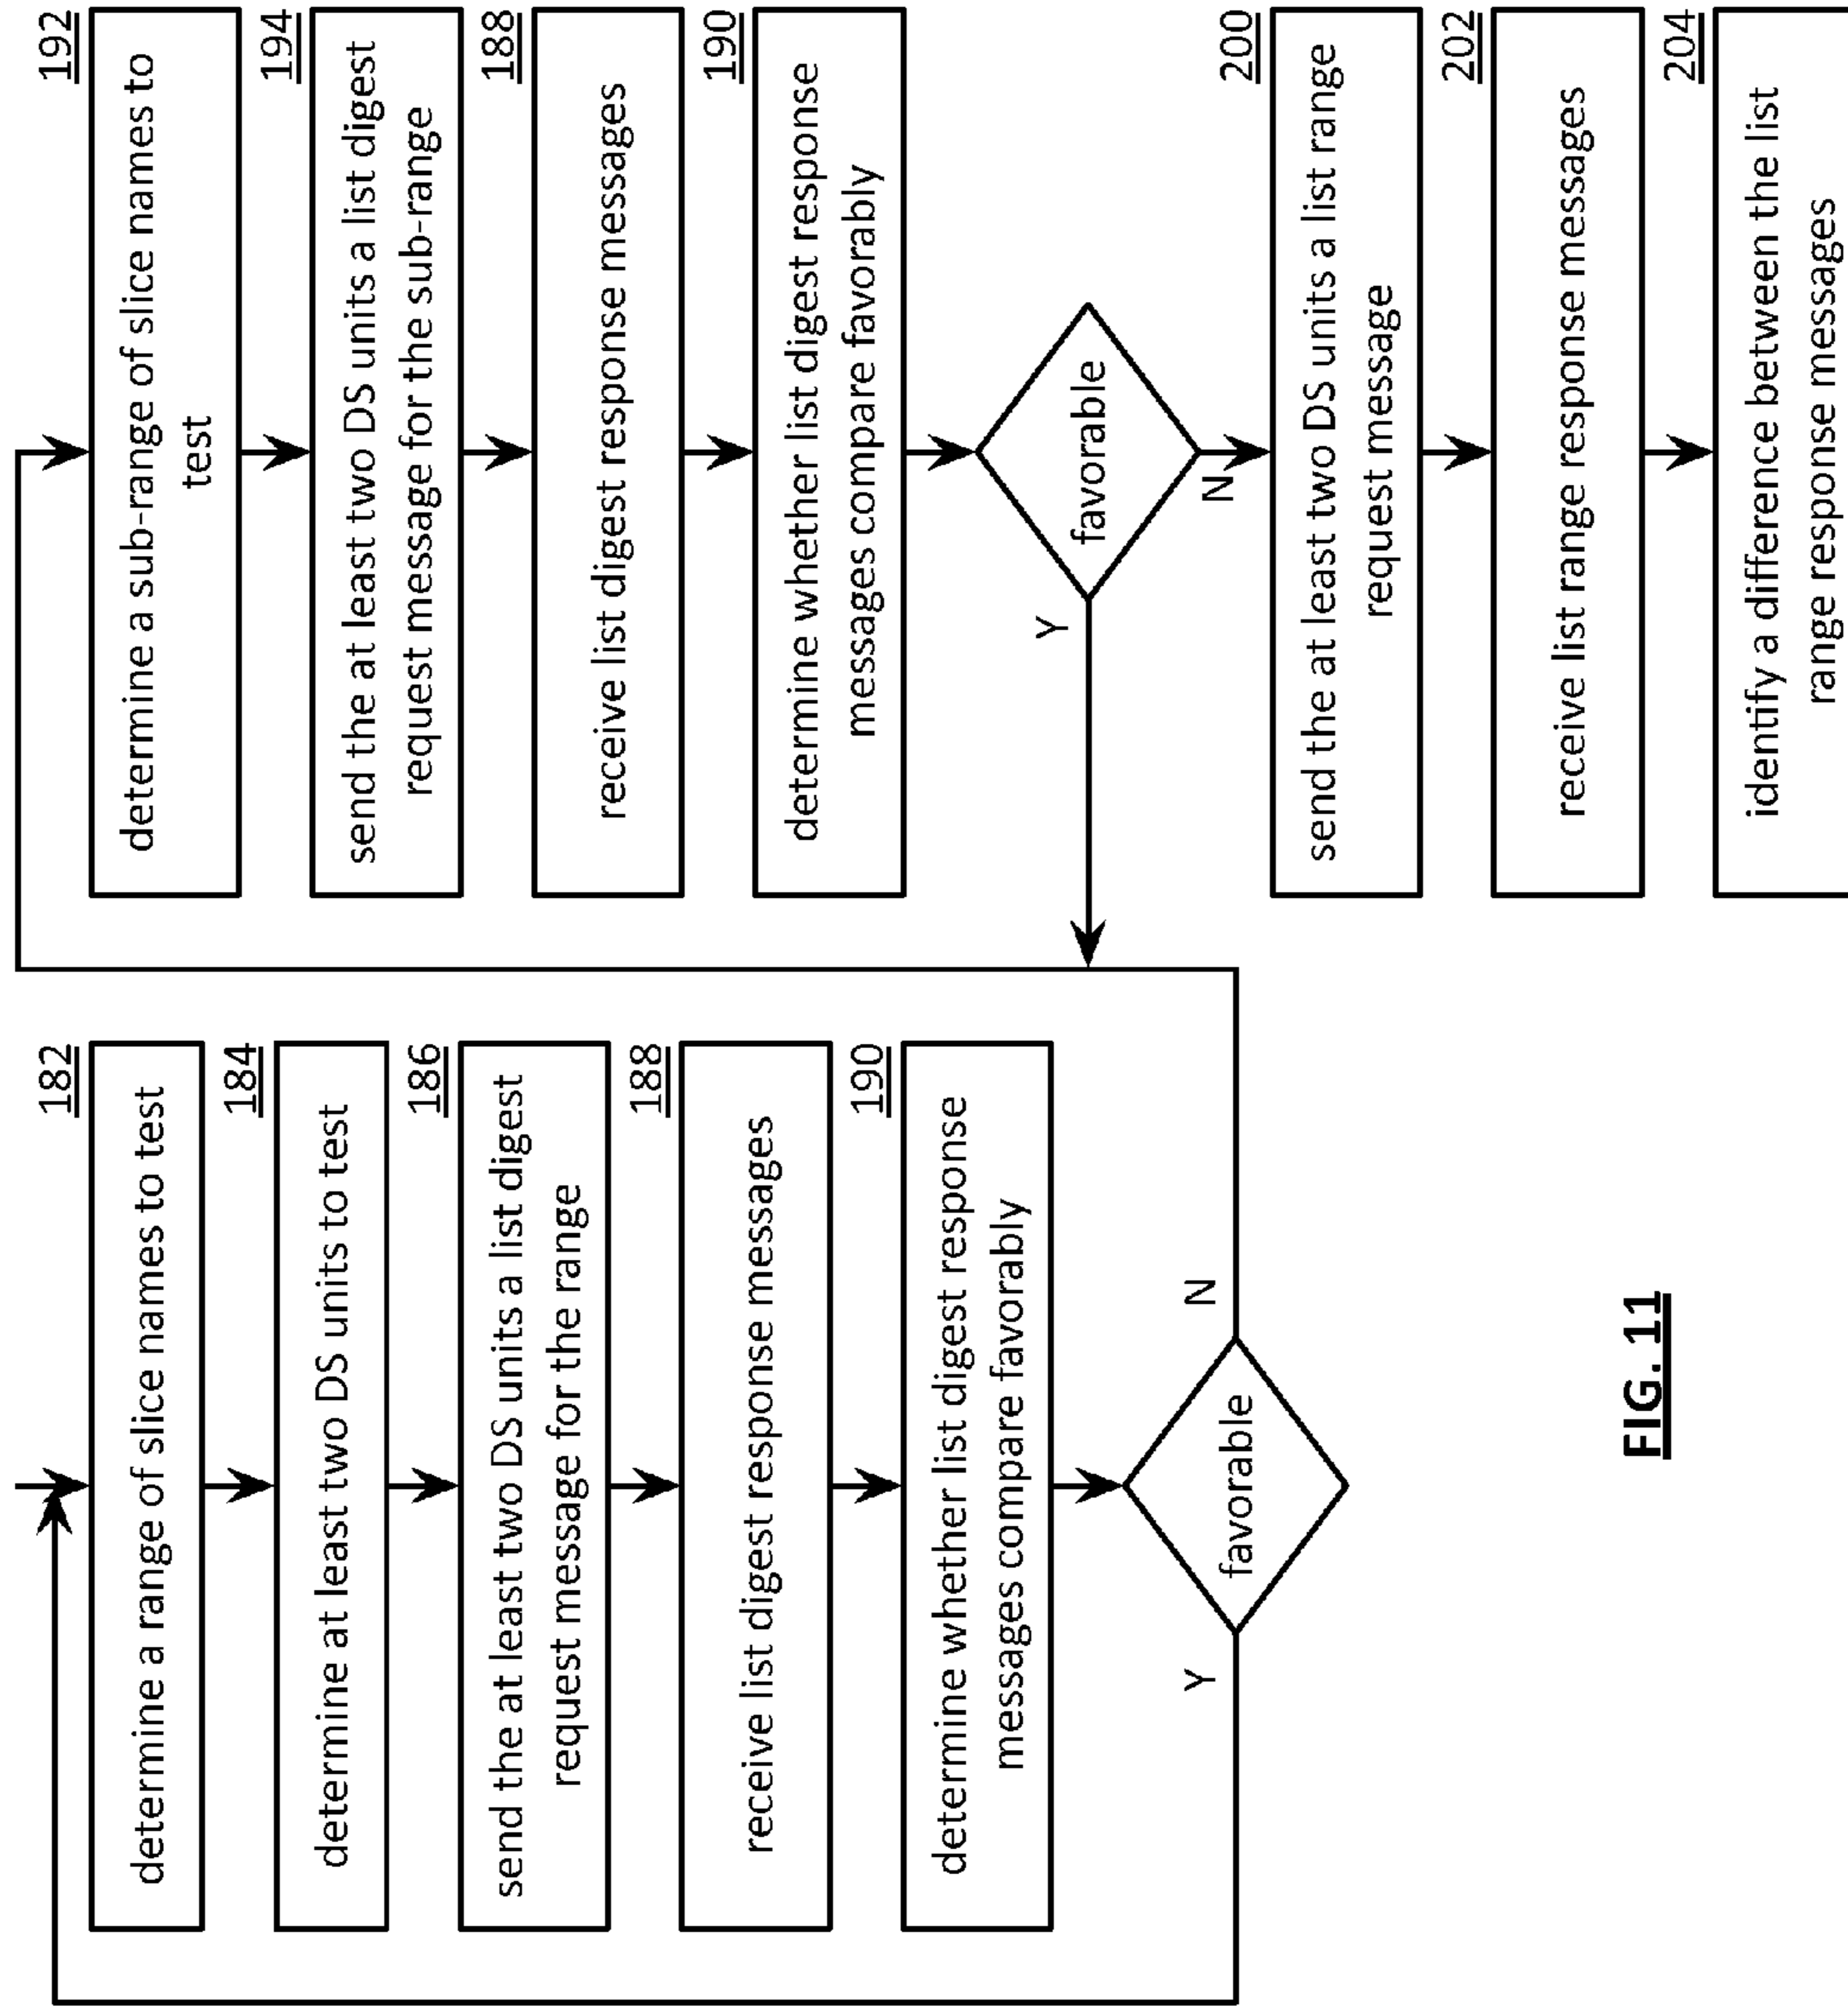 182
determine a range of slice names to test
184
determine at least two DS units to test
186
send the at least two DS units a list digest
request message for the range
188
receive list digest response messages
190
determine whether list digest response
messages compare favorably
favorable
Y
N
192
determine a sub-range of slice names to
test
194
send the at least two DS units a list digest
request message for the sub-range
188
receive list digest response messages
190
determine whether list digest response
messages compare favorably
favorable
Y
N
200
send the at least two DS units a list range
request message
202
receive list range response messages
204
identify a difference between the list
range response messages
FIG. 11